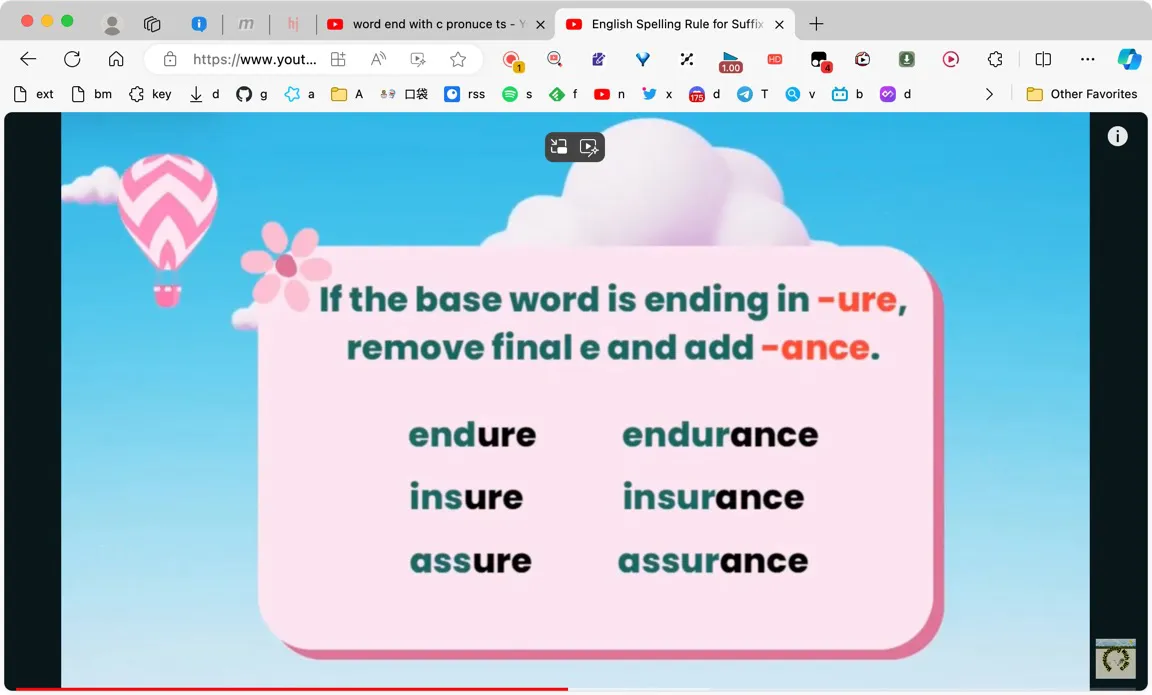 m
hj
word end with c pronuce ts - Y
English Spelling Rule for Suffix
https://www.yout...
1
1.00
HD
4
ext
bm
key
d
g
a
A
口袋
rss
s
f
n
x
175
d
T
v
b
d
Other Favorites
If the base word is ending in -ure,
remove final e and add -ance.
endure endurance
insure insurance
assure assurance